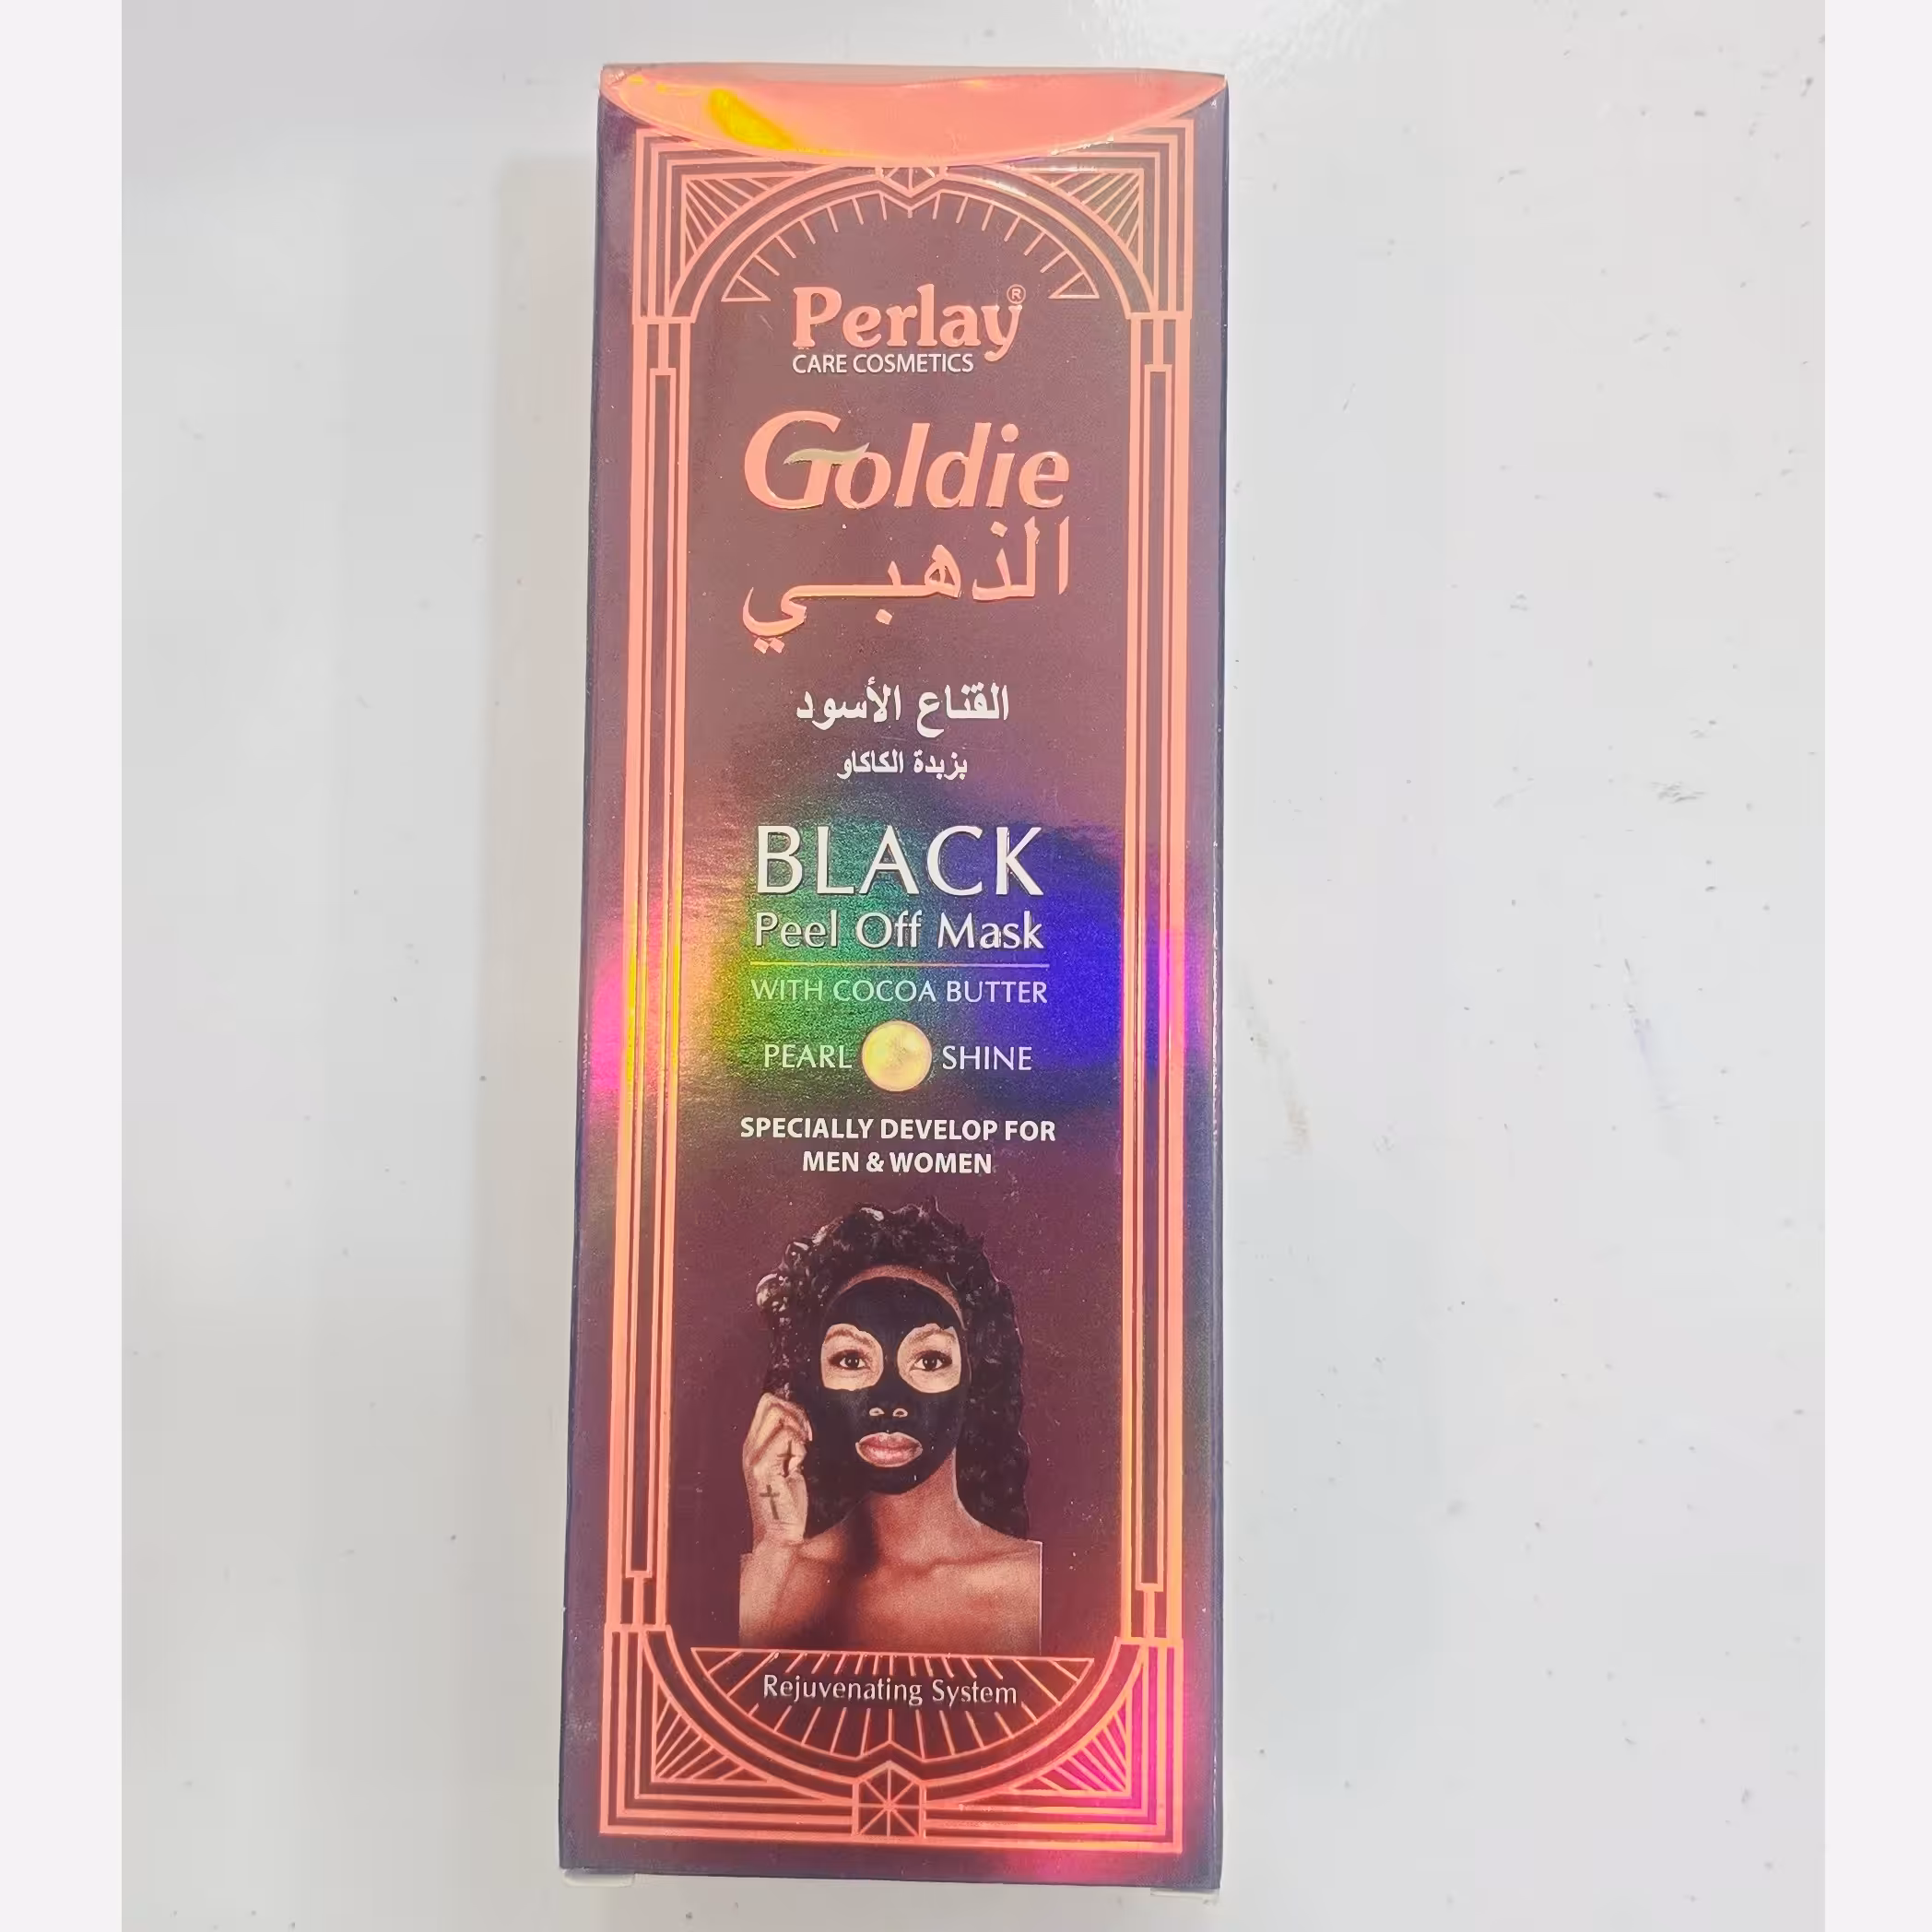 Perlay®
CARE COSMETICS
Goldie
الذهبي
القناع الأسود
بزبدة الكاكاو
BLACK
Peel Off Mask
WITH COCOA BUTTER
PEARL SHINE
SPECIALLY DEVELOP FOR
MEN & WOMEN
Rejuvenating System